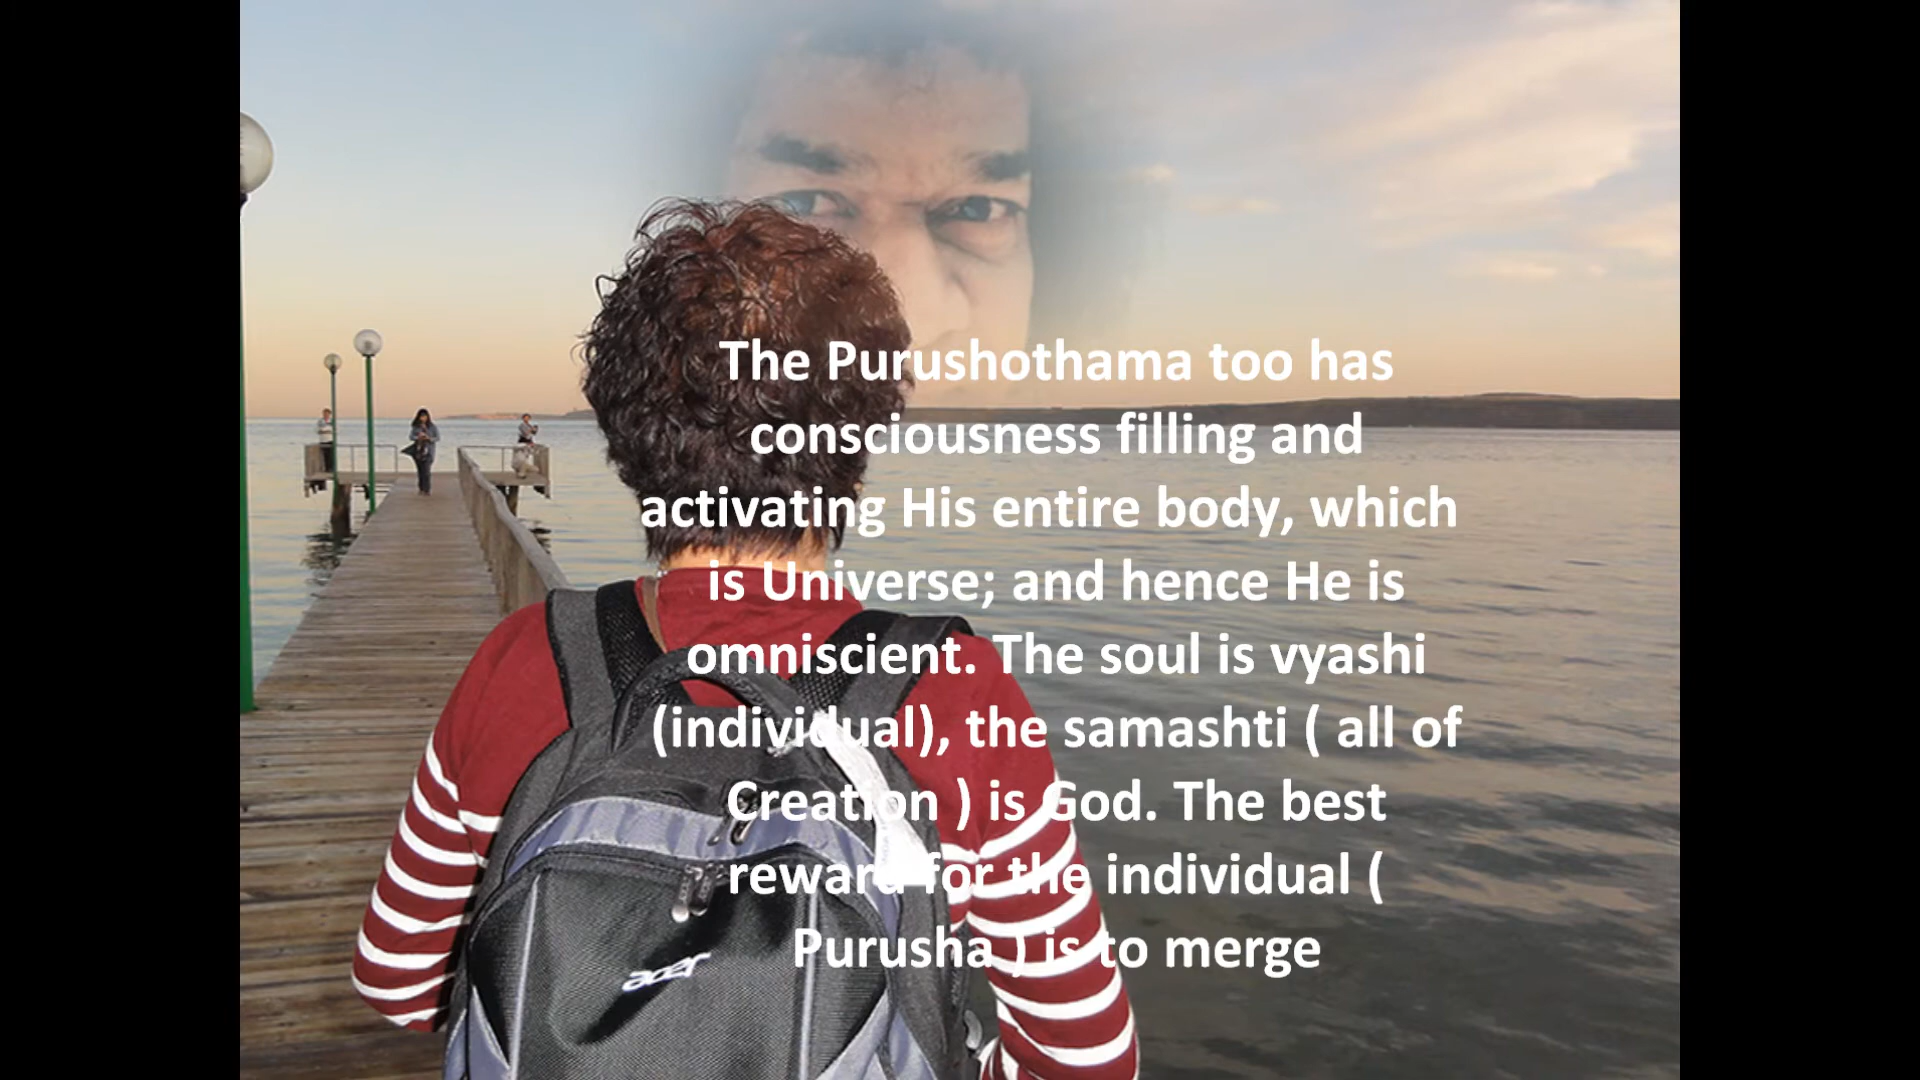 The Purushothama too has
consciousness filling and
activating His entire body, which
is Universe; and hence He is
omniscient. The soul is vyashi
(individual), the samashti ( all of
Creation ) is God. The best
reward for the individual (
Purusha ) is to merge
acer